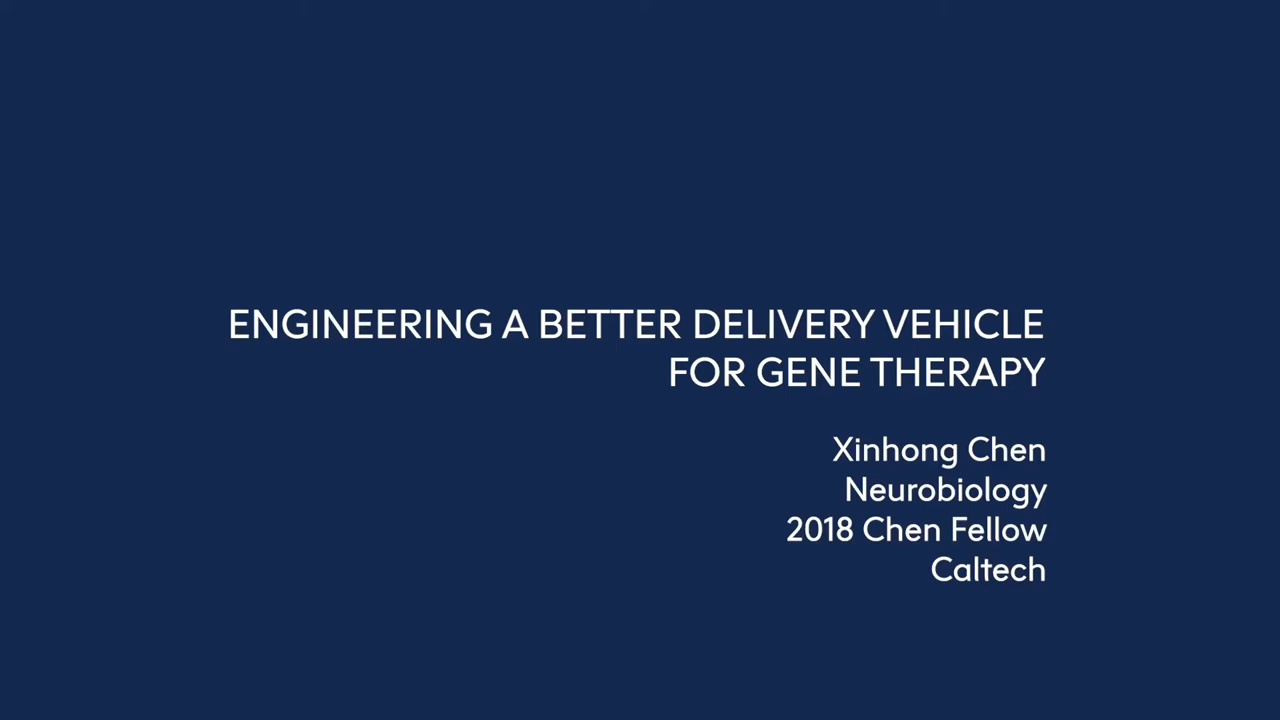 ENGINEERING A BETTER DELIVERY VEHICLE
FOR GENE THERAPY
Xinhong Chen
Neurobiology
2018 Chen Fellow
Caltech